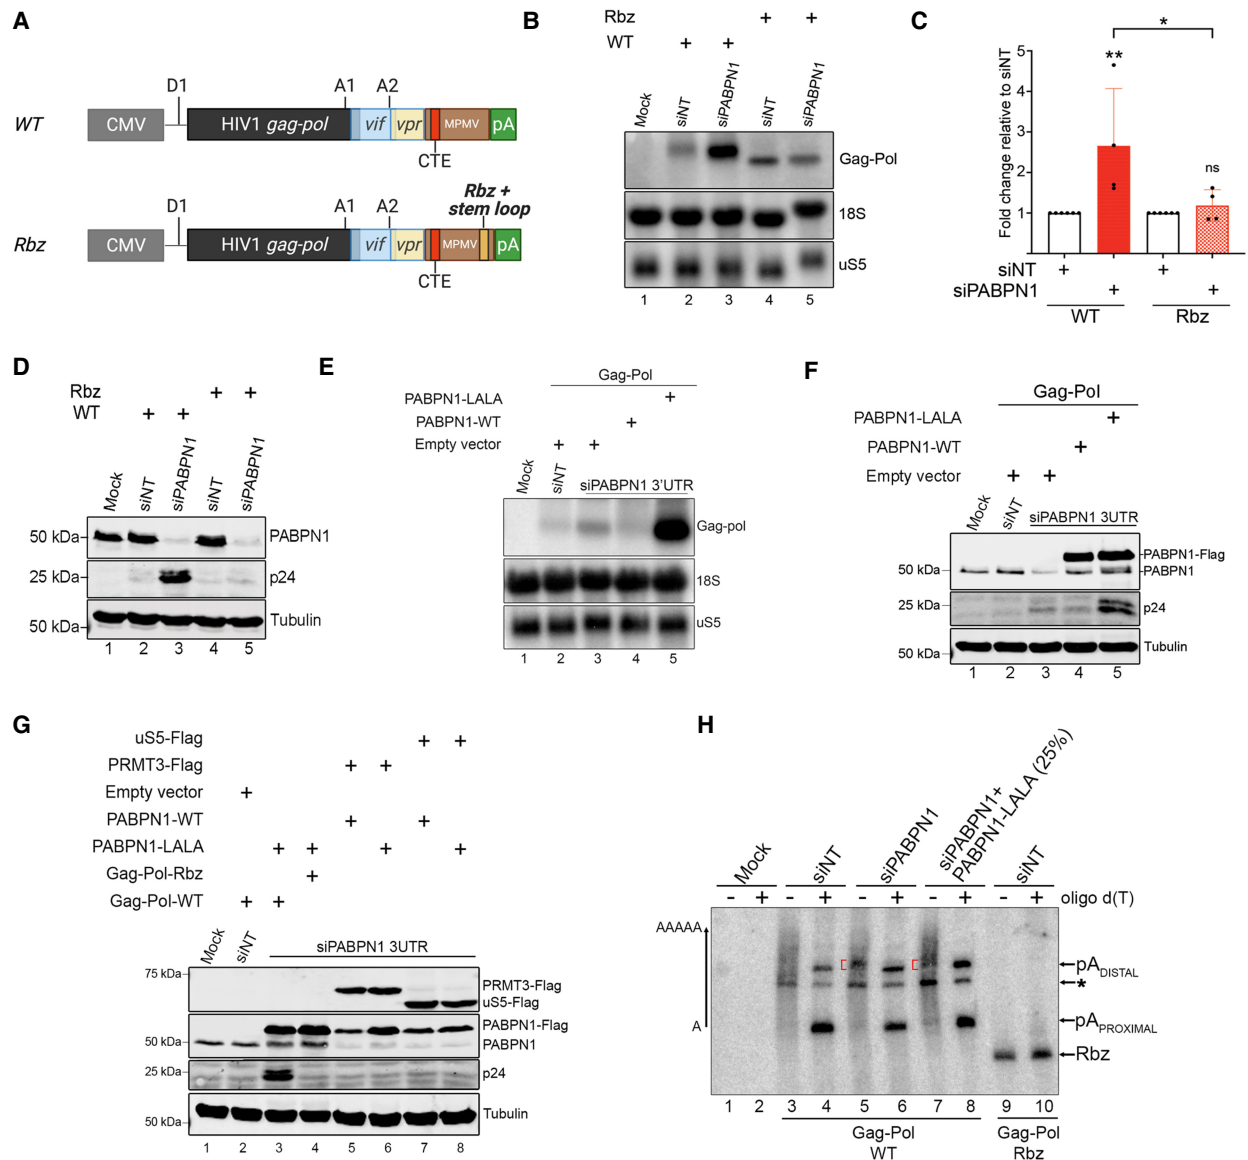 A
WT
CMV
D1
HIV1 gag-pol
A1
A2
vif
vpr
MPMV
pA
CTE
Rbz +
stem loop
Rbz
CMV
D1
HIV1 gag-pol
A1
A2
vif
vpr
MPMV
pA
CTE
B
Rbz + +
WT + +
Mock siNT siPABPN1 siNT siPABPN1
Gag-Pol
18S
uS5
1 2 3 4 5
C
Fold change relative to siNT
5
4
3
2
1
**
*
ns
siNT + +
siPABPN1 + +
WT Rbz
D
Rbz + +
WT + +
Mock siNT siPABPN1 siNT siPABPN1
50 kDa PABPN1
25 kDa p24
50 kDa Tubulin
1 2 3 4 5
E
Gag-Pol
PABPN1-LALA +
PABPN1-WT +
Empty vector + +
Mock siNT siPABPN1 3'UTR
Gag-pol
18S
uS5
1 2 3 4 5
F
Gag-Pol
PABPN1-LALA +
PABPN1-WT +
Empty vector + +
Mock siNT siPABPN1 3UTR
PABPN1-Flag
50 kDa PABPN1
25 kDa p24
50 kDa Tubulin
1 2 3 4 5
G
uS5-Flag + +
PRMT3-Flag + +
Empty vector +
PABPN1-WT + +
PABPN1-LALA + + + +
Gag-Pol-Rbz +
Gag-Pol-WT + +
Mock siNT siPABPN1 3UTR
75 kDa
PRMT3-Flag
uS5-Flag
PABPN1-Flag
50 kDa PABPN1
25 kDa p24
50 kDa Tubulin
1 2 3 4 5 6 7 8
H
Mock siNT siPABPN1 siPABPN1+
PABPN1-LALA (25%) siNT
- + - + - + - + - + oligo d(T)
AAAAA
A
pADISTAL
*
pAPROXIMAL
Rbz
1 2 3 4 5 6 7 8 9 10
Gag-Pol
WT
Gag-Pol
Rbz